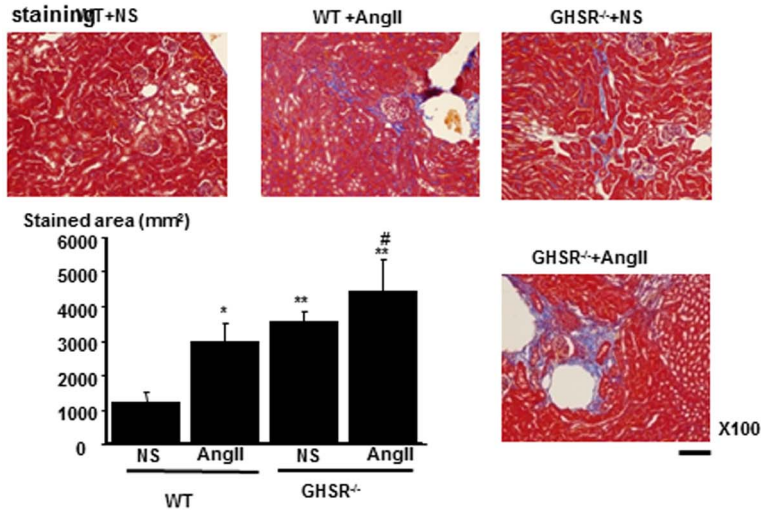 staining WT+NS
WT +AngII
GHSR-/-+NS
Stained area (mm²)
6000
5000
4000
3000
2000
1000
0
*
**
#
**
NS
AngII
NS
AngII
WT
GHSR-/-
GHSR-/-+AngII
X100